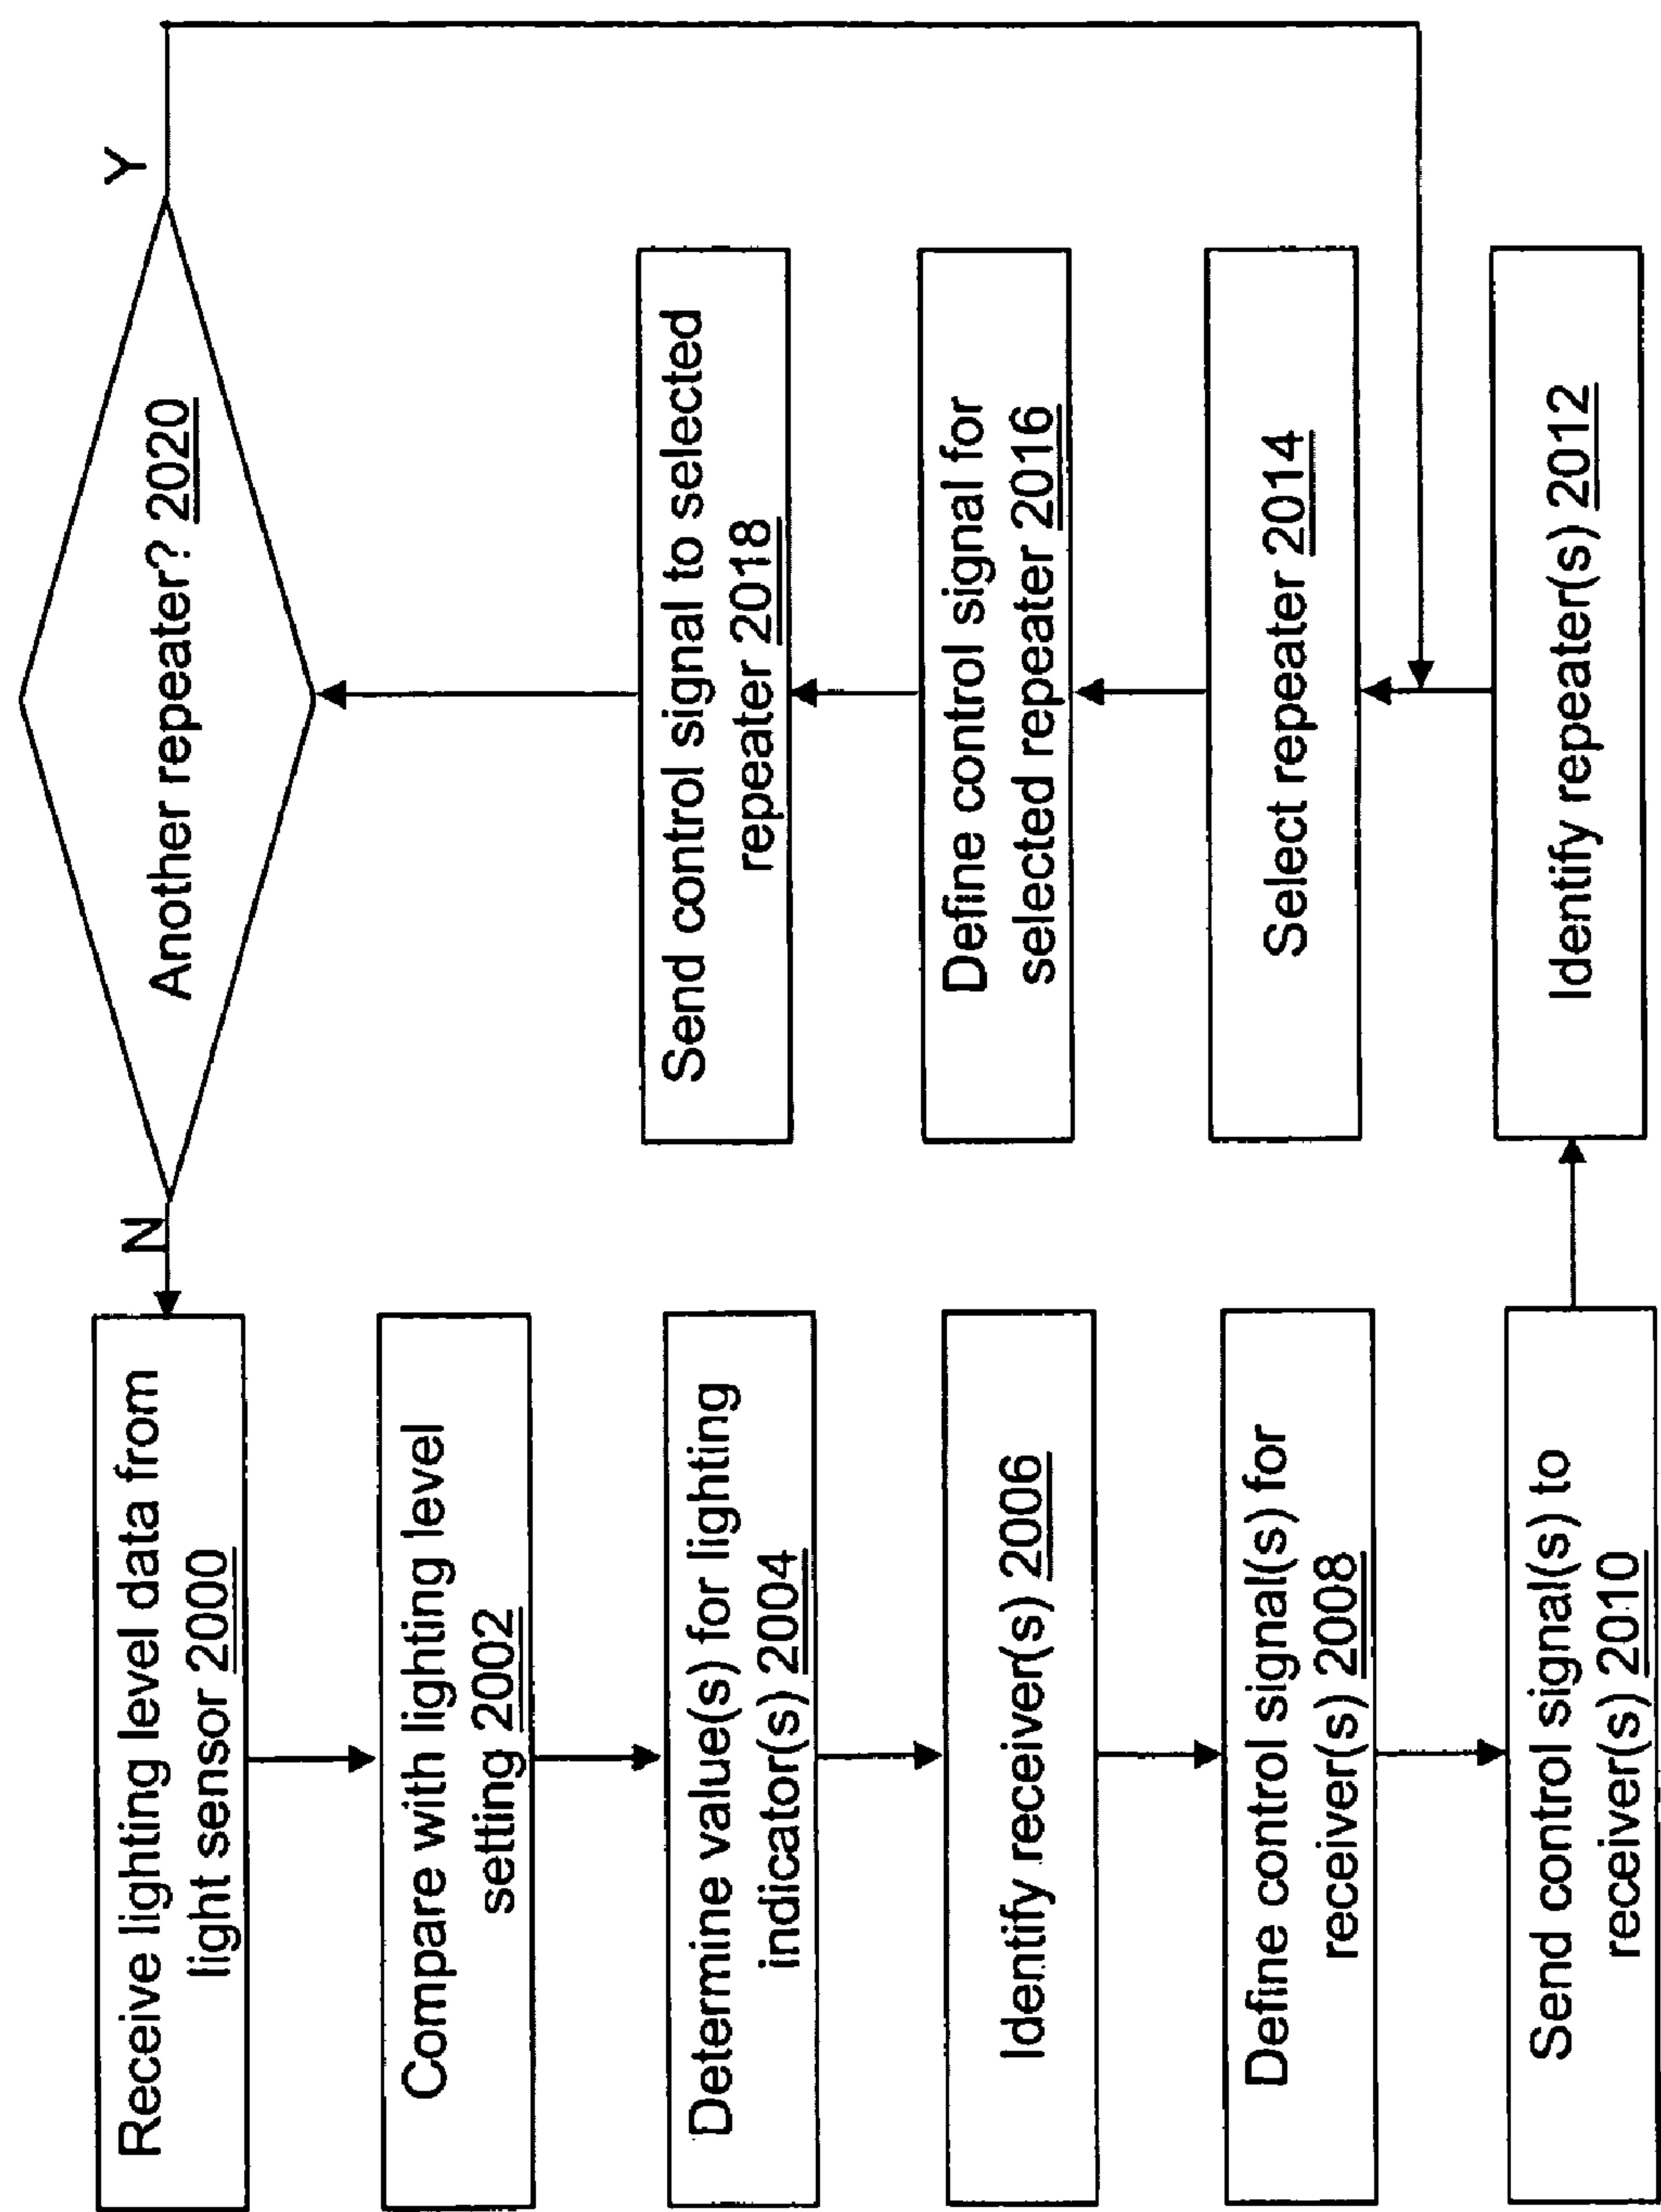 Receive lighting level data from
light sensor 2000
Compare with lighting level
setting 2002
Determine value(s) for lighting
indicator(s) 2004
Identify receiver(s) 2006
Define control signal(s) for
receiver(s) 2008
Send control signal(s) to
receiver(s) 2010
Identify repeater(s) 2012
Select repeater 2014
Define control signal for
selected repeater 2016
Send control signal to selected
repeater 2018
Another repeater? 2020
N
Y